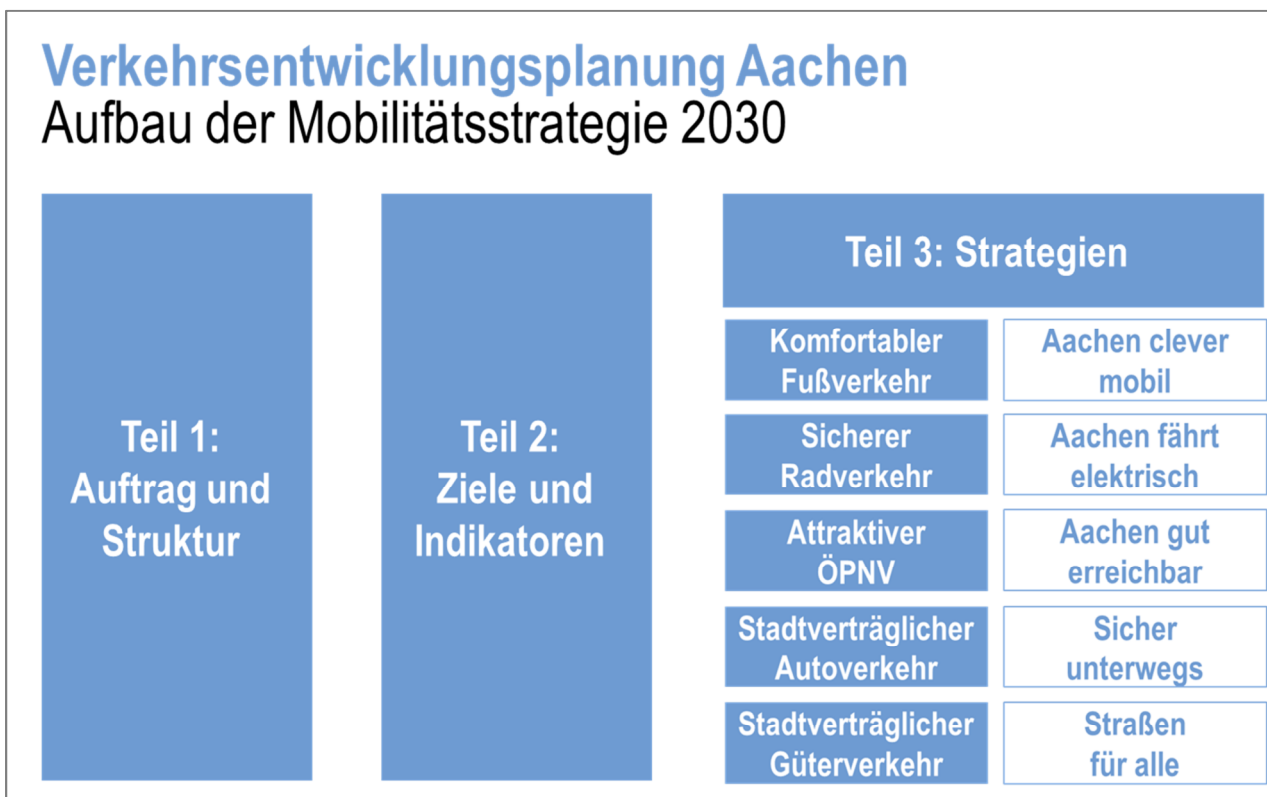 Verkehrsentwicklungsplanung Aachen
Aufbau der Mobilitätsstrategie 2030
Teil 1:
Auftrag und
Struktur
Teil 2:
Ziele und
Indikatoren
Teil 3: Strategien
Komfortabler
Fußverkehr
Aachen clever
mobil
Sicherer
Radverkehr
Aachen fährt
elektrisch
Attraktiver
ÖPNV
Aachen gut
erreichbar
Stadtverträglicher
Autoverkehr
Sicher
unterwegs
Stadtverträglicher
Güterverkehr
Straßen
für alle